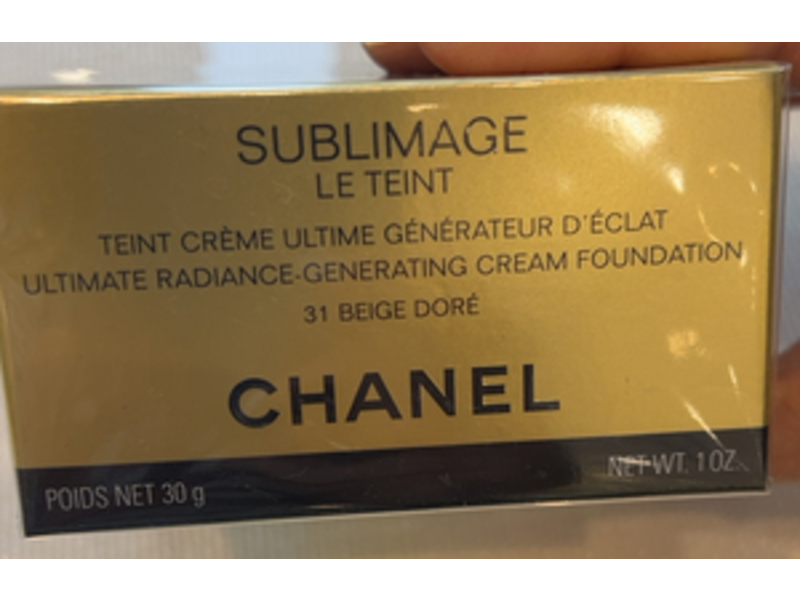 SUBLIMAGE
LE TEINT
TEINT CRÈME ULTIME GÉNÉRATEUR D'ÉCLAT
ULTIMATE RADIANCE-GENERATING CREAM FOUNDATION
31 BEIGE DORÉ
CHANEL
POIDS NET 30 g
NET WT. 1 OZ.